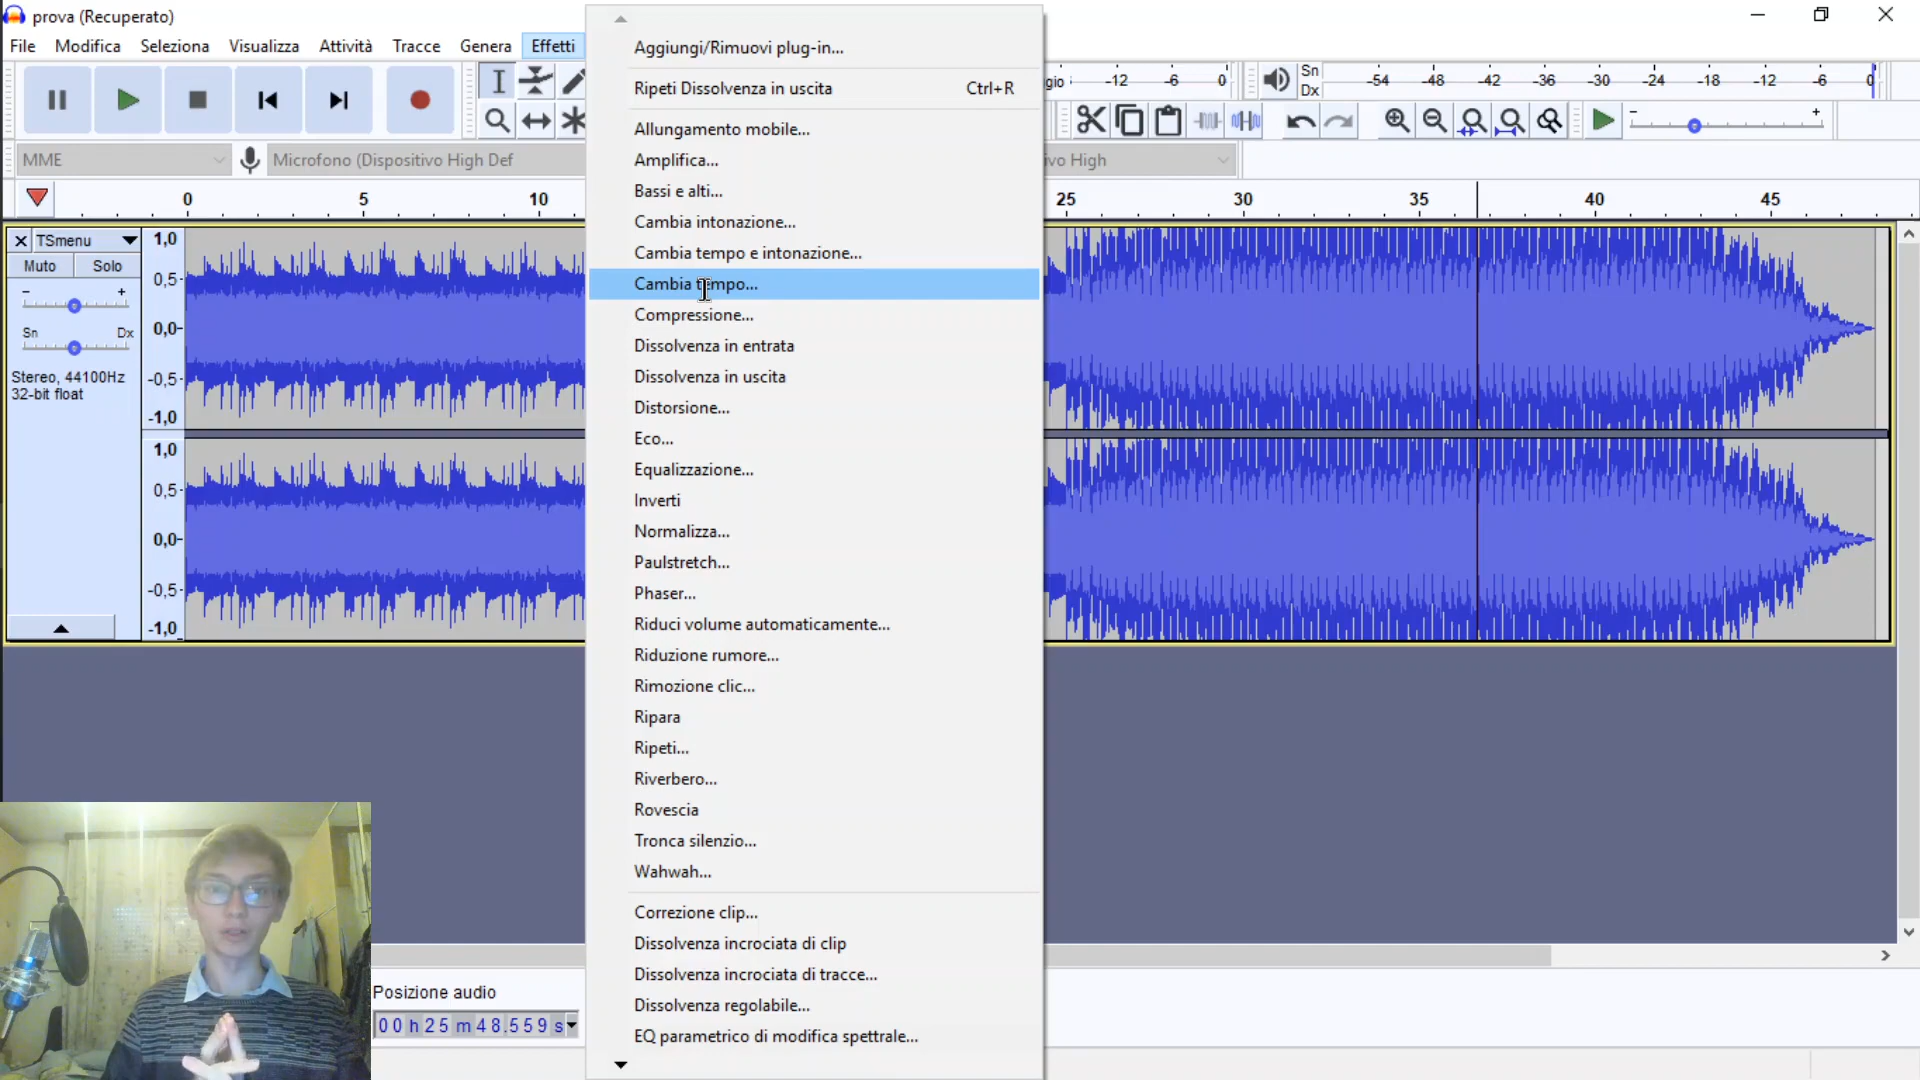 prova (Recuperato)
File Modifica Seleziona Visualizza Attività Tracce Genera Effetti
Aggiungi/Rimuovi plug-in...
Ripeti Dissolvenza in uscita Ctrl+R
Allungamento mobile...
Amplifica...
Bassi e alti...
Cambia intonazione...
Cambia tempo e intonazione...
Cambia tempo...
Compressione...
Dissolvenza in entrata
Dissolvenza in uscita
Distorsione...
Eco...
Equalizzazione...
Inverti
Normalizza...
Paulstretch...
Phaser...
Riduci volume automaticamente...
Riduzione rumore...
Rimozione clic...
Ripara
Ripeti...
Riverbero...
Rovescia
Tronca silenzio...
Wahwah...
Correzione clip...
Dissolvenza incrociata di clip
Dissolvenza incrociata di tracce...
Dissolvenza regolabile...
EQ parametrico di modifica spettrale...
gio -12 -6 0
Sn
Dx
-54 -48 -42 -36 -30 -24 -18 -12 -6 0
- +
MME Microfono (Dispositivo High Def
vo High
0 5 10 25 30 35 40 45
TSmenu
Muto Solo
- +
Sn Dx
Stereo, 44100Hz
32-bit float
1,0
0,5-
0,0-
-0,5-
-1,0
1,0
0,5-
0,0-
-0,5-
-1,0
Posizione audio
00 h 25 m 48.559 s